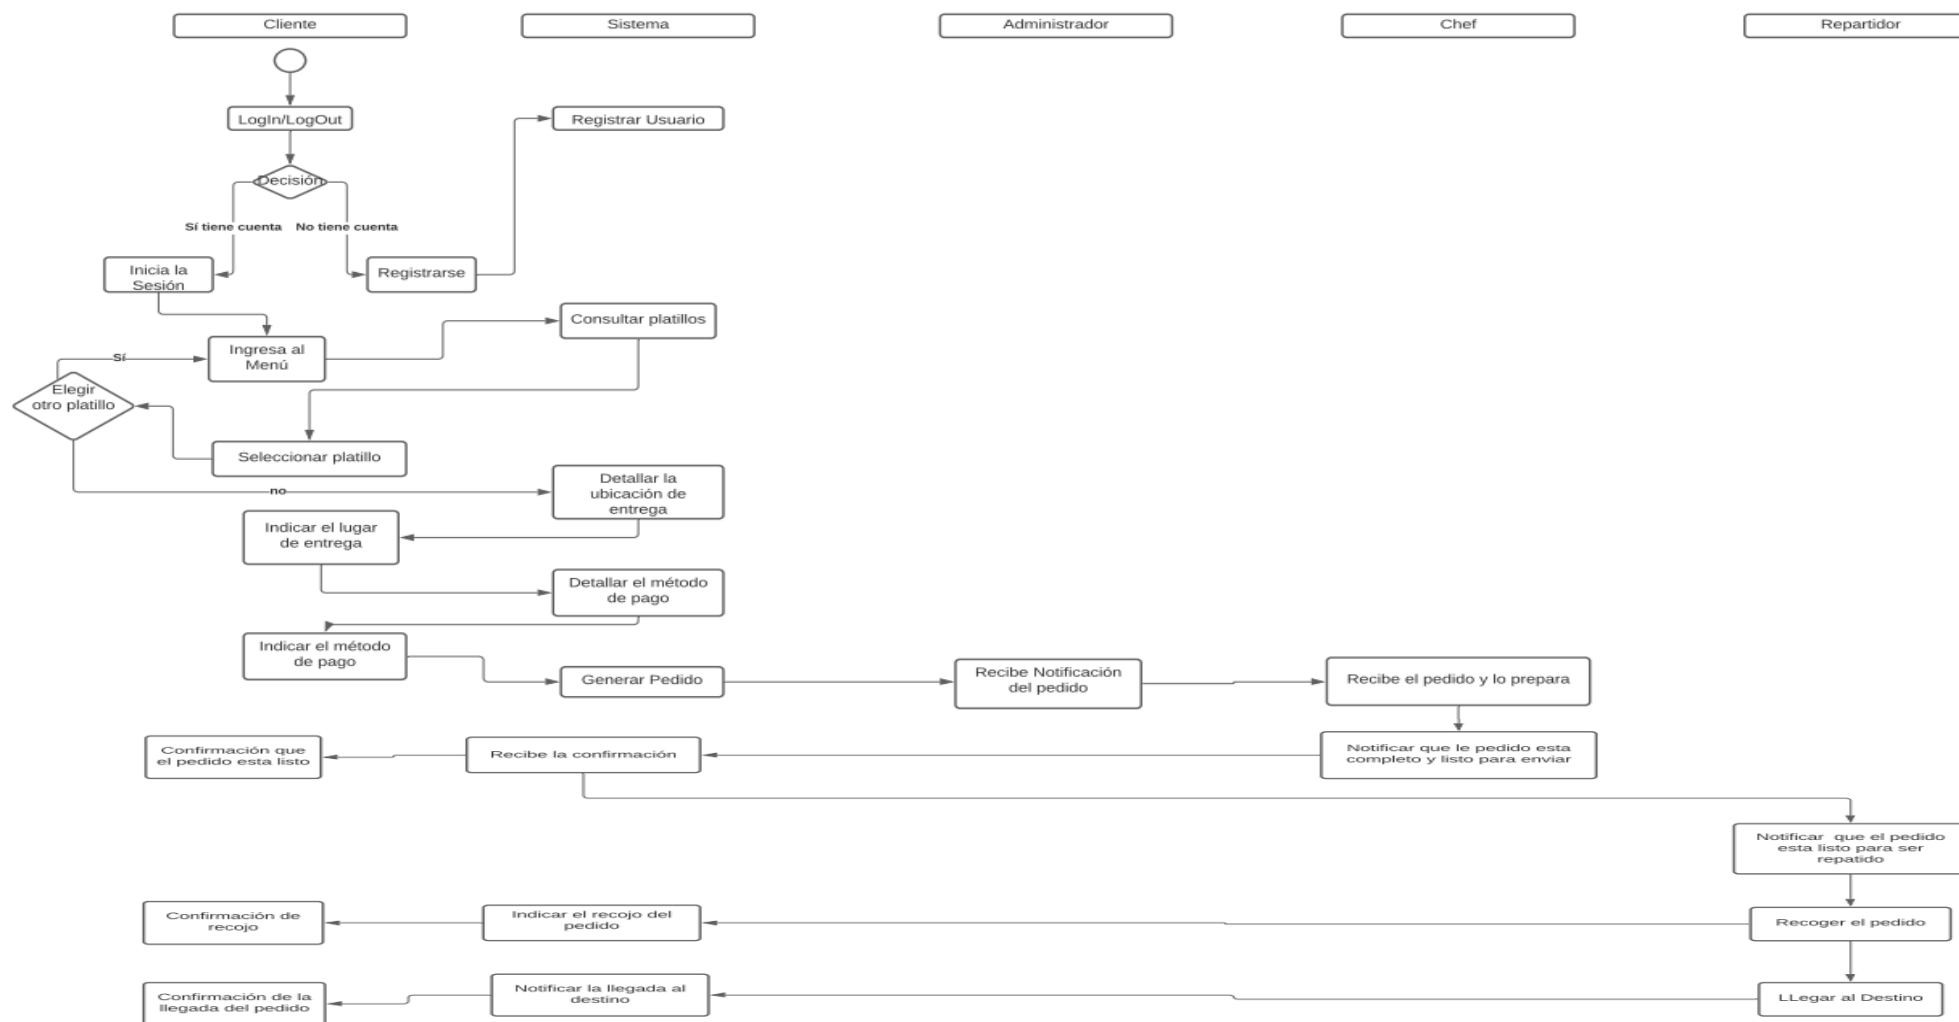 Cliente
Sistema
Administrador
Chef
Repartidor
LogIn/LogOut
Registrar Usuario
Decisión
Sí tiene cuenta
No tiene cuenta
Inicia la
Sesión
Registrarse
Consultar platillos
Ingresa al
Menú
Sí
Elegir
otro platillo
Seleccionar platillo
no
Detallar la
ubicación de
entrega
Indicar el lugar
de entrega
Detallar el método
de pago
Indicar el método
de pago
Generar Pedido
Recibe Notificación
del pedido
Recibe el pedido y lo prepara
Confirmación que
el pedido esta listo
Recibe la confirmación
Notificar que le pedido esta
completo y listo para enviar
Notificar que el pedido
esta listo para ser
repatido
Confirmación de
recojo
Indicar el recojo del
pedido
Recoger el pedido
Confirmación de la
llegada del pedido
Notificar la llegada al
destino
LLegar al Destino